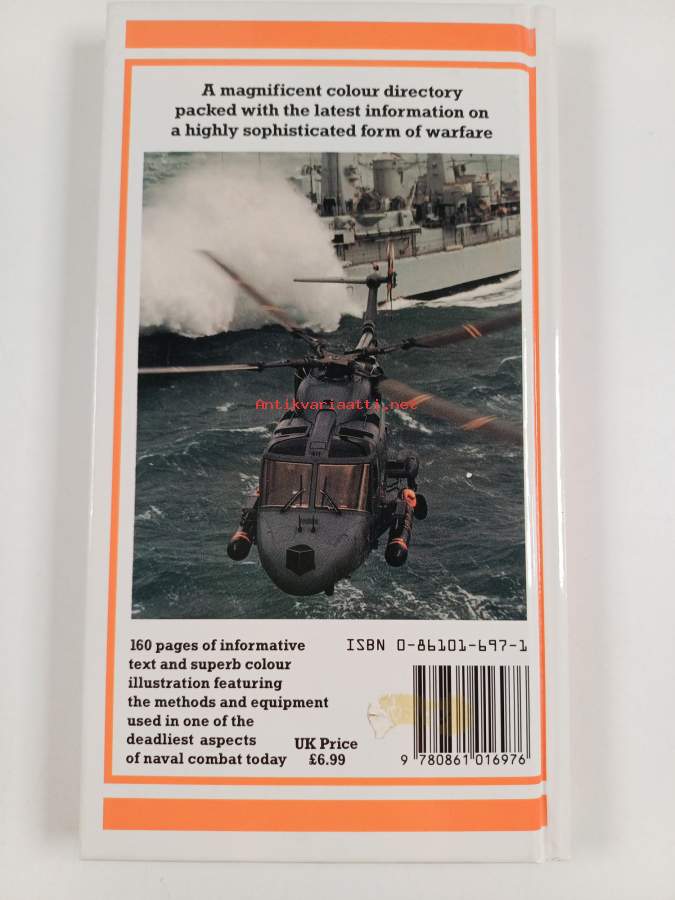 A magnificent colour directory
packed with the latest information on
a highly sophisticated form of warfare
Antikvariaatti.net
160 pages of informative
text and superb colour
illustration featuring
the methods and equipment
used in one of the
deadliest aspects
of naval combat today
UK Price
£6.99
ISBN 0-86101-697-1
9 780861 016976